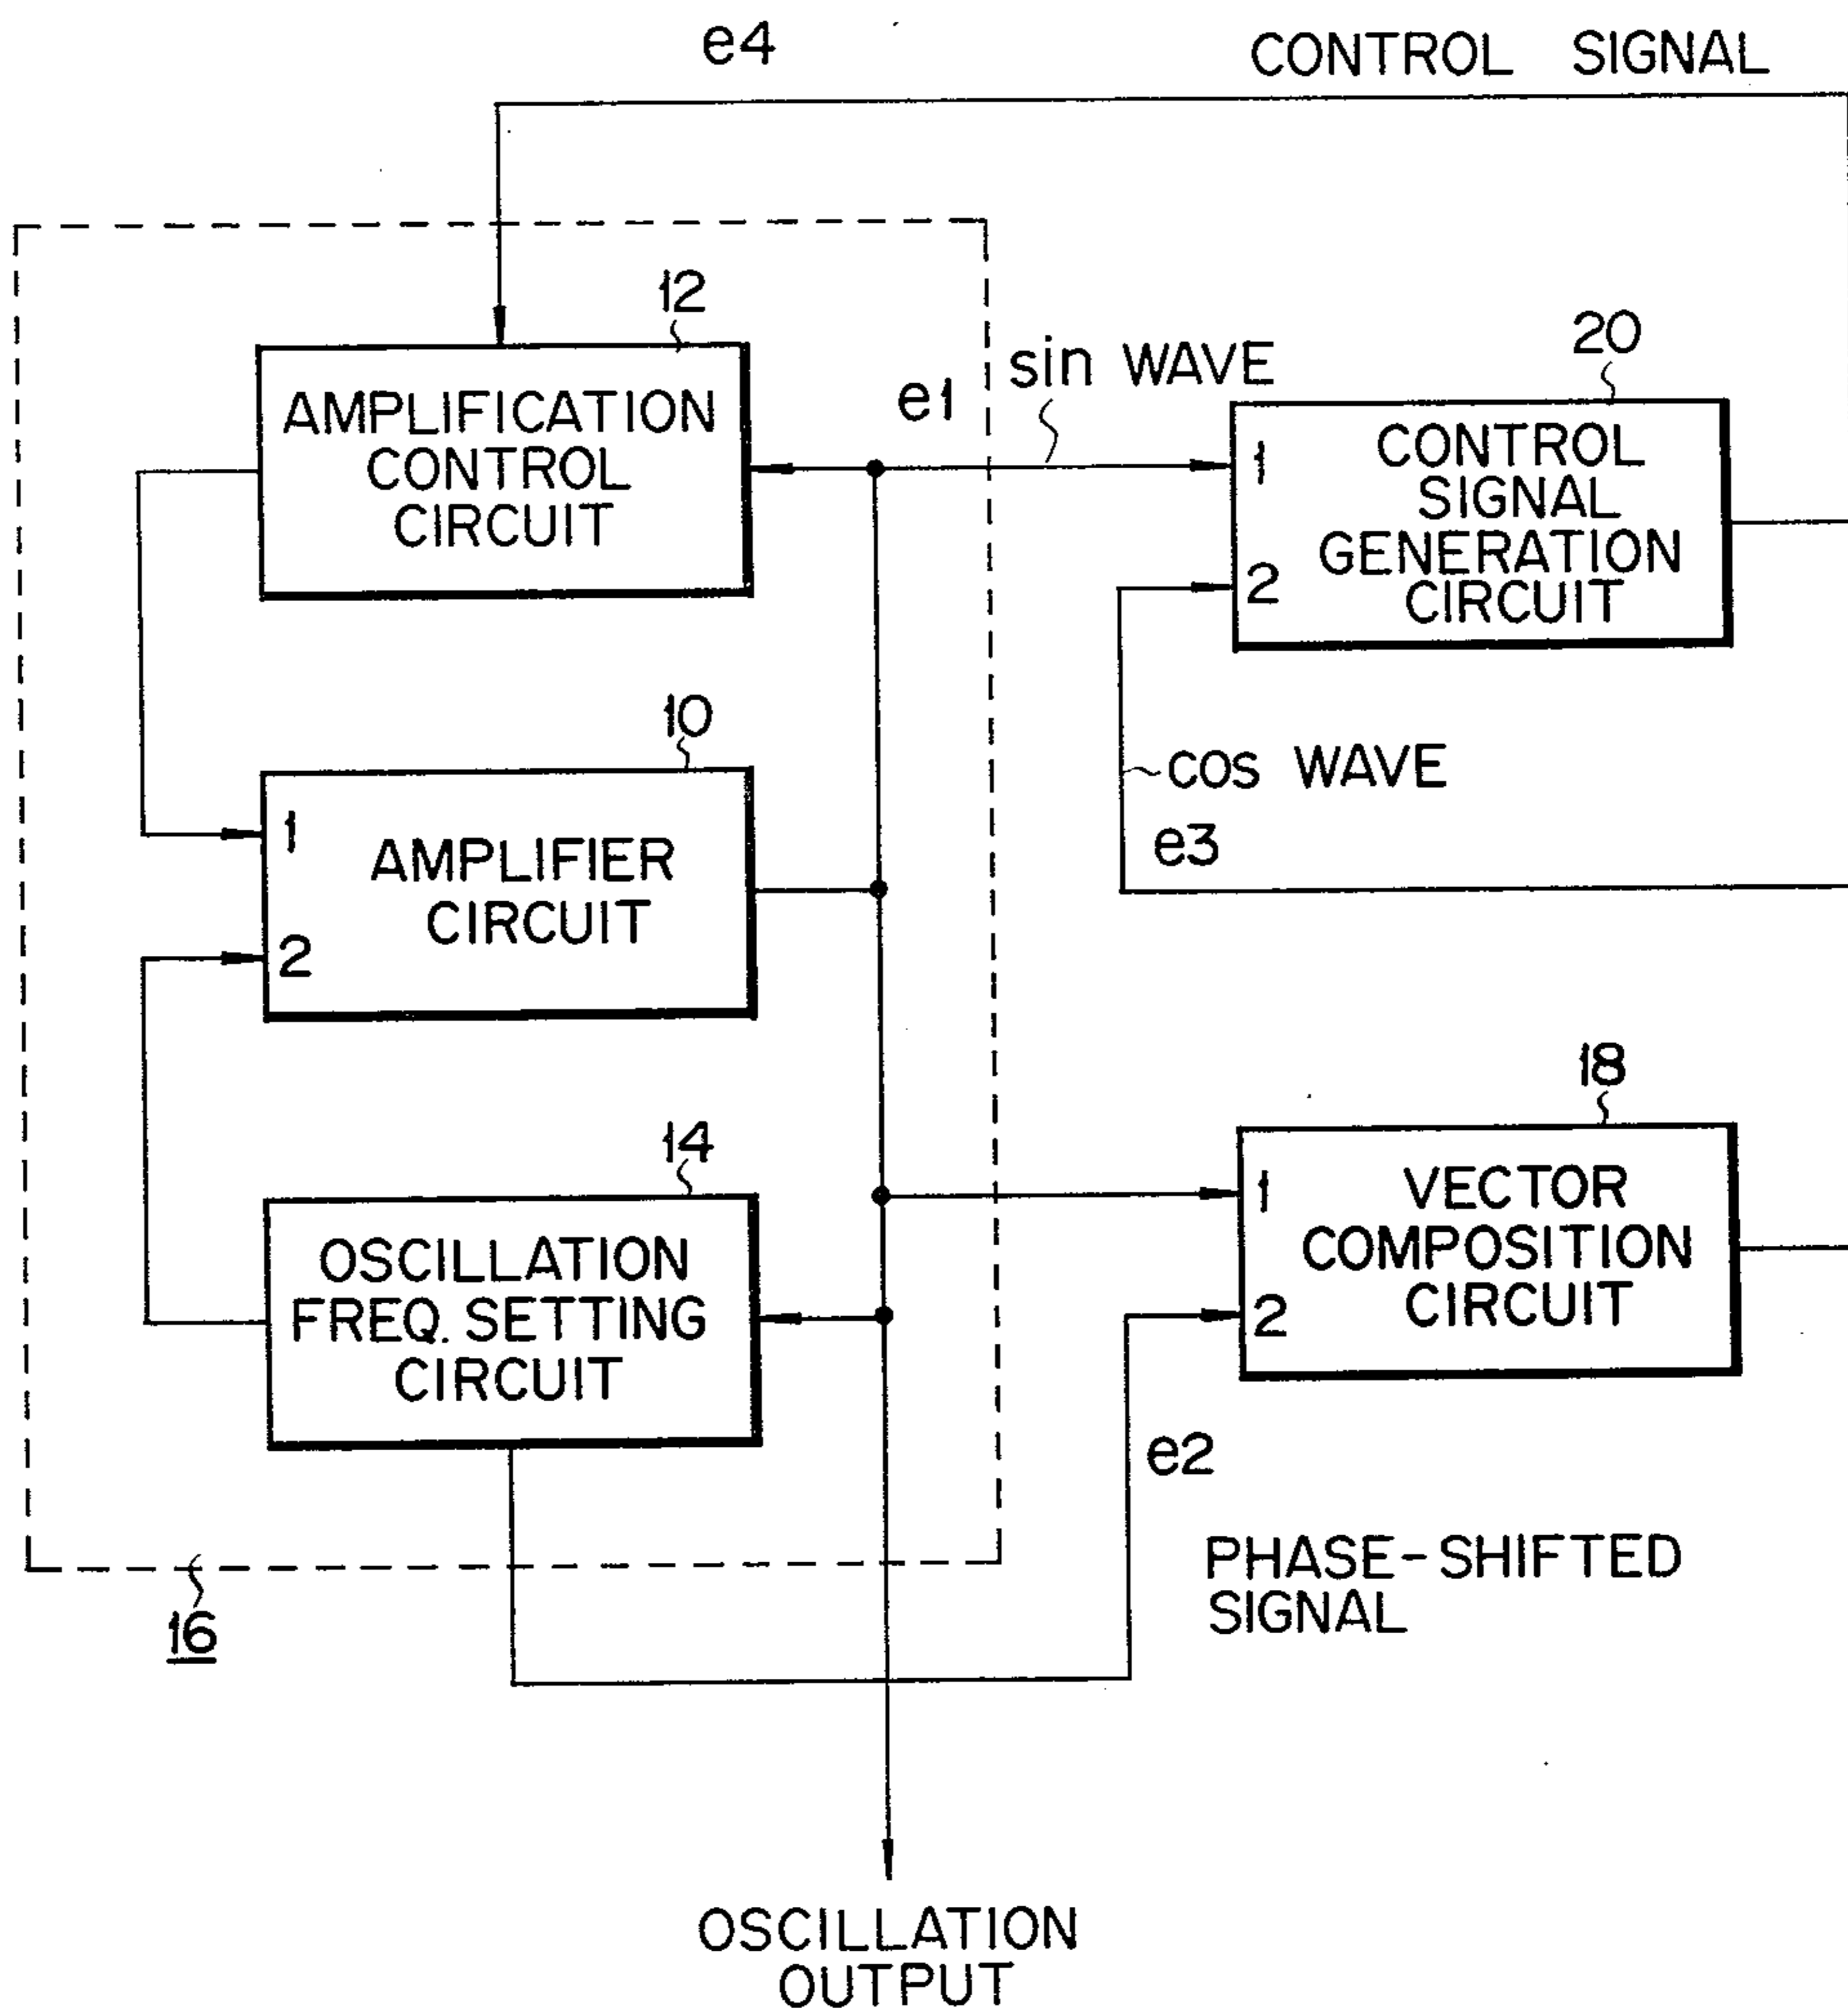 e4
CONTROL SIGNAL
12
AMPLIFICATION
CONTROL
CIRCUIT
e1
sin WAVE
20
1
CONTROL
SIGNAL
GENERATION
2
CIRCUIT
10
1
AMPLIFIER
CIRCUIT
2
cos WAVE
e3
14
OSCILLATION
FREQ. SETTING
CIRCUIT
18
1
VECTOR
COMPOSITION
2
CIRCUIT
e2
PHASE-SHIFTED
SIGNAL
16
OSCILLATION
OUTPUT